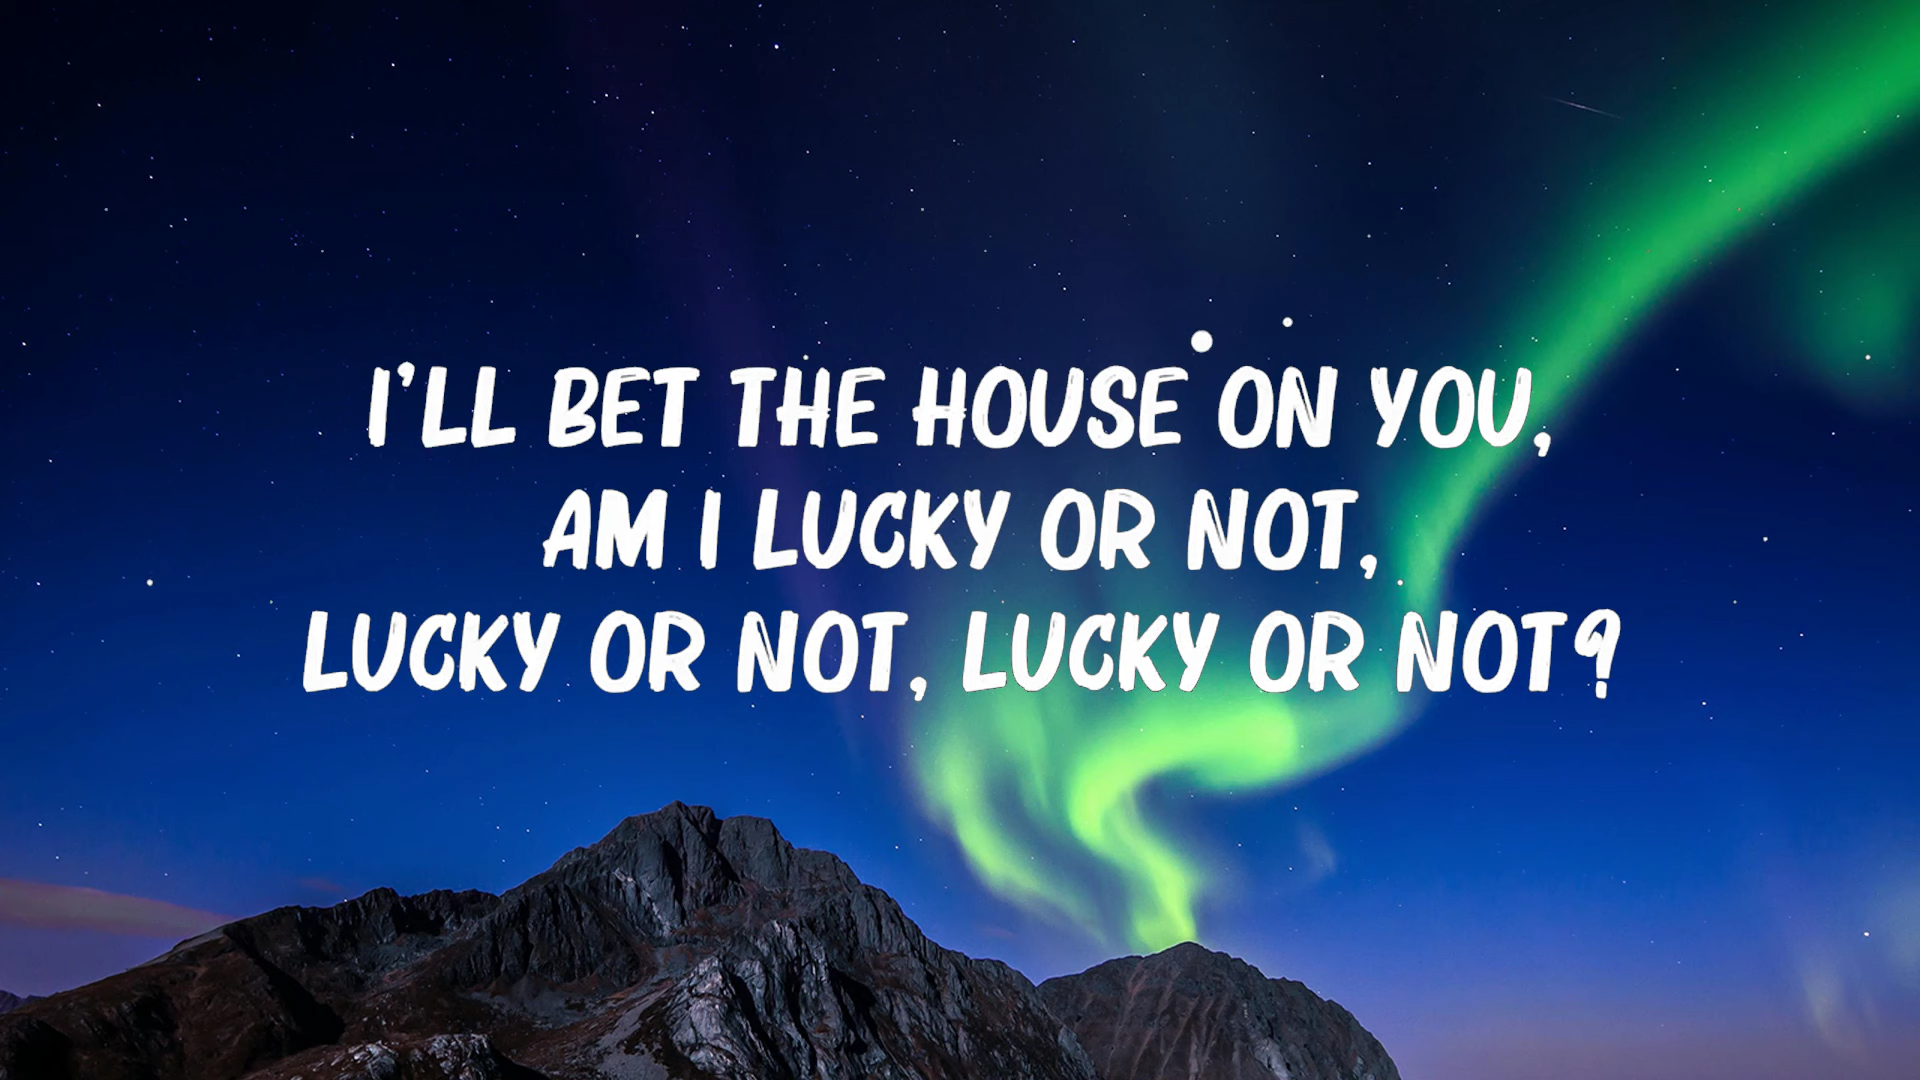 I'LL BET THE HOUSE ON YOU,
AM I LUCKY OR NOT,
LUCKY OR NOT, LUCKY OR NOT?